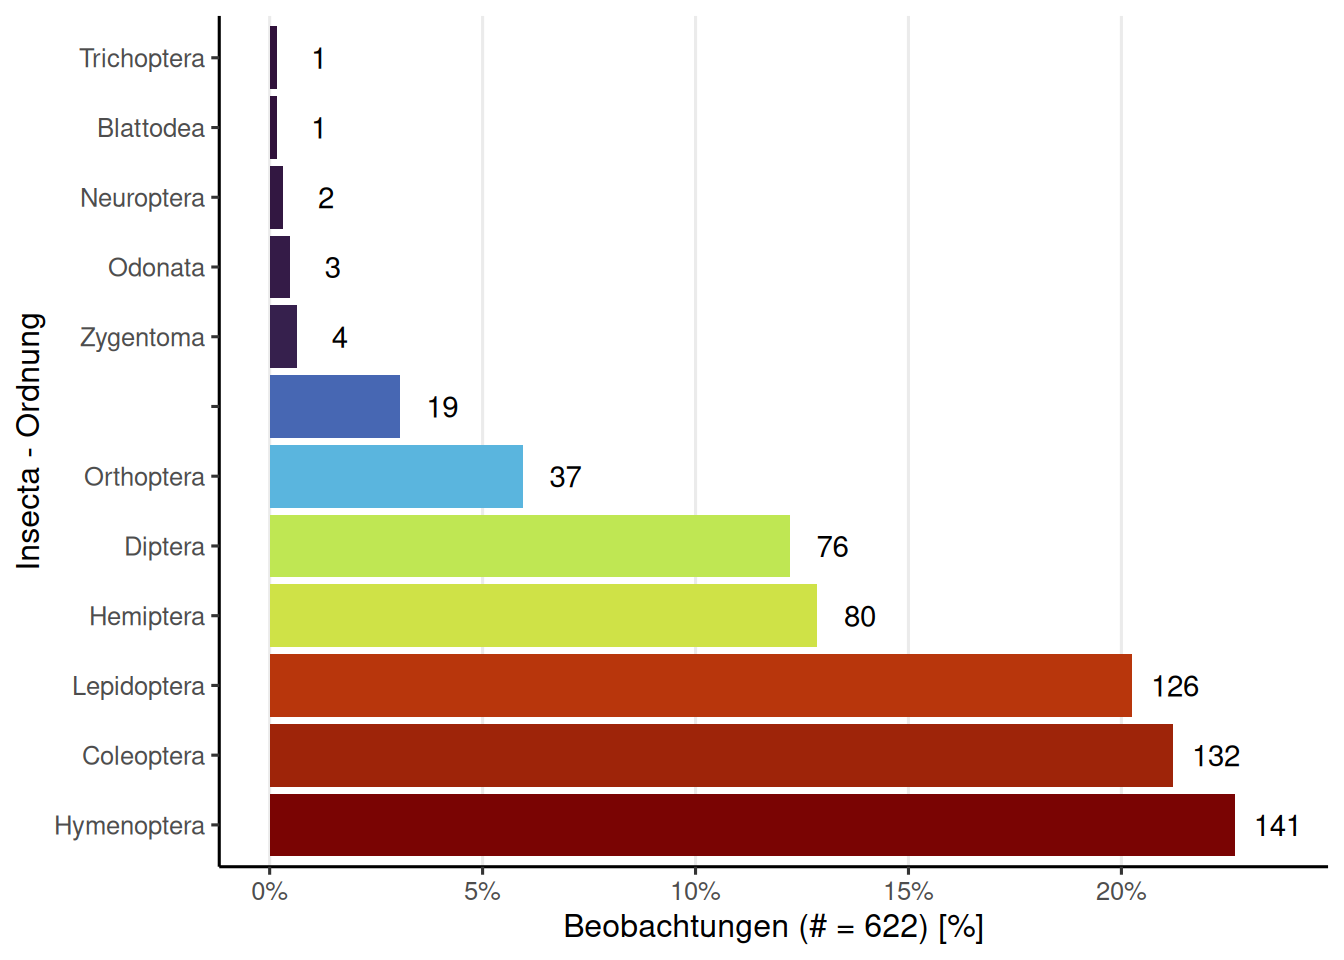 Insecta - Ordnung
Trichoptera 1
Blattodea 1
Neuroptera 2
Odonata 3
Zygentoma 4
19
Orthoptera 37
Diptera 76
Hemiptera 80
Lepidoptera 126
Coleoptera 132
Hymenoptera 141
0% 5% 10% 15% 20%
Beobachtungen (# = 622) [%]